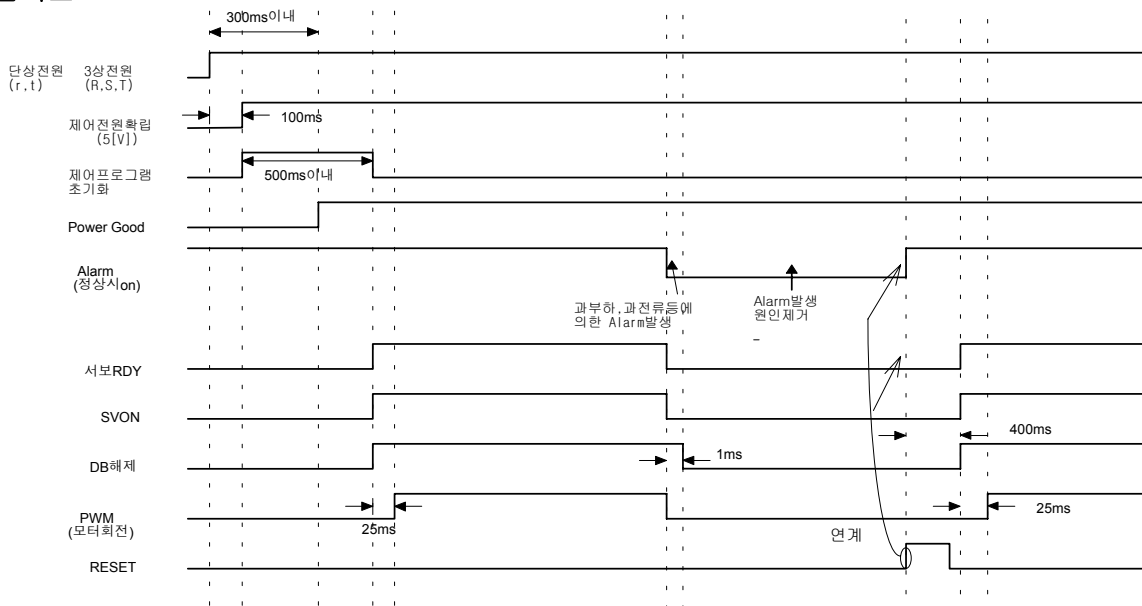 300ms이내
단상전원 3상전원
(r,t) (R,S,T)
100ms
제어전원확립
(5[V])
제어프로그램
초기화
500ms이내
Power Good
Alarm
(정상시on)
과부하,과전류등에
의한 Alarm발생
Alarm발생
원인제거
서보RDY
SVON
400ms
DB해제
1ms
PWM
(모터회전)
25ms
25ms
연계
RESET